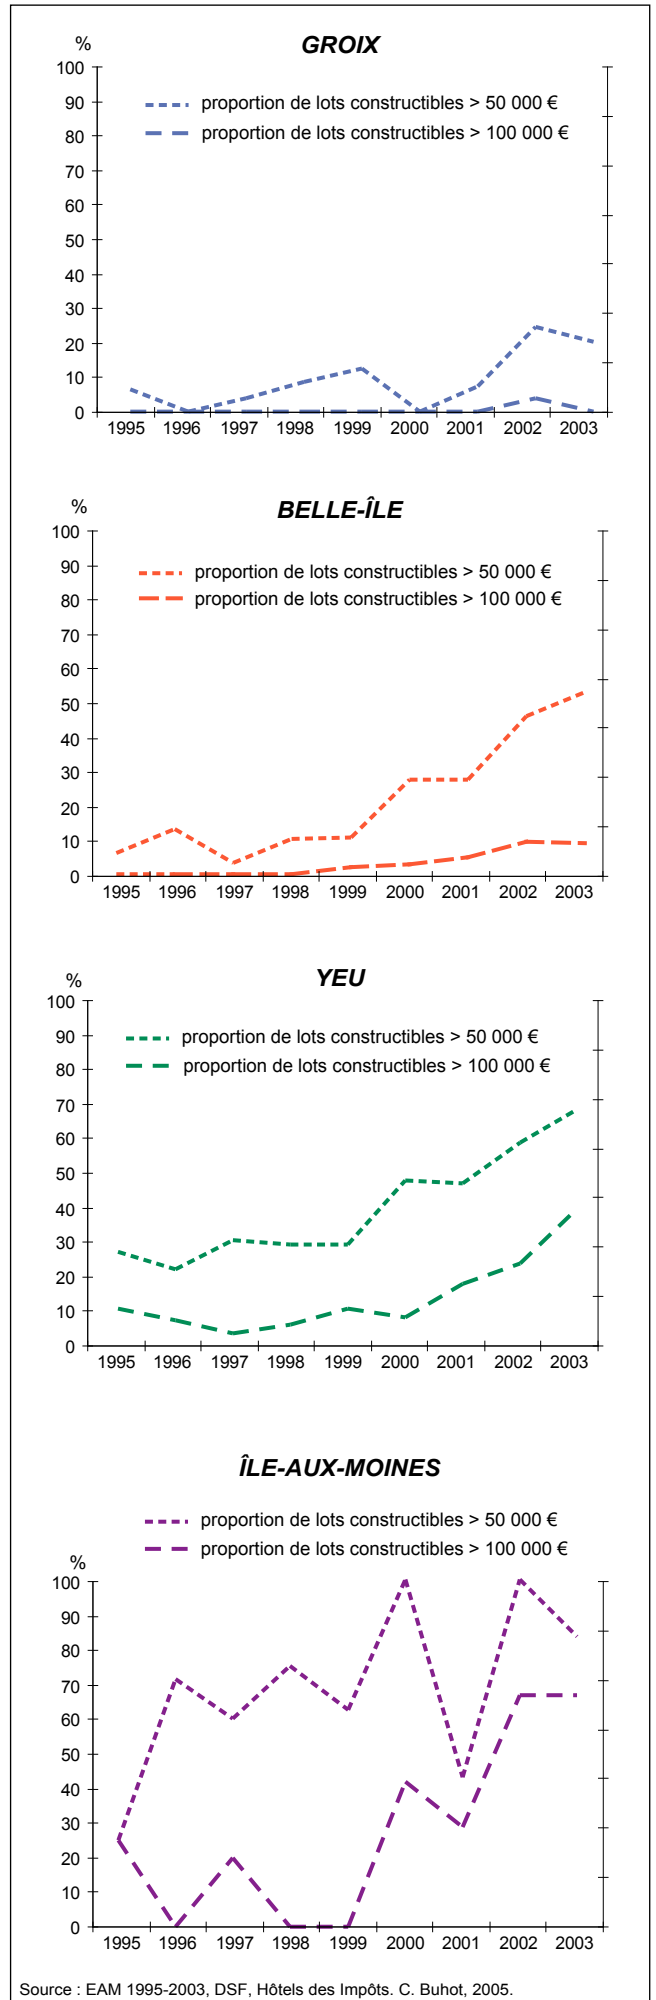 GROIX
%
proportion de lots constructibles > 50 000 €
proportion de lots constructibles > 100 000 €
100
90
80
70
60
50
40
30
20
10
0
1995 1996 1997 1998 1999 2000 2001 2002 2003
BELLE-ÎLE
%
proportion de lots constructibles > 50 000 €
proportion de lots constructibles > 100 000 €
100
90
80
70
60
50
40
30
20
10
0
1995 1996 1997 1998 1999 2000 2001 2002 2003
YEU
%
proportion de lots constructibles > 50 000 €
proportion de lots constructibles > 100 000 €
100
90
80
70
60
50
40
30
20
10
0
1995 1996 1997 1998 1999 2000 2001 2002 2003
ÎLE-AUX-MOINES
proportion de lots constructibles > 50 000 €
proportion de lots constructibles > 100 000 €
%
100
90
80
70
60
50
40
30
20
10
0
1995 1996 1997 1998 1999 2000 2001 2002 2003
Source : EAM 1995-2003, DSF, Hôtels des Impôts. C. Buhot, 2005.